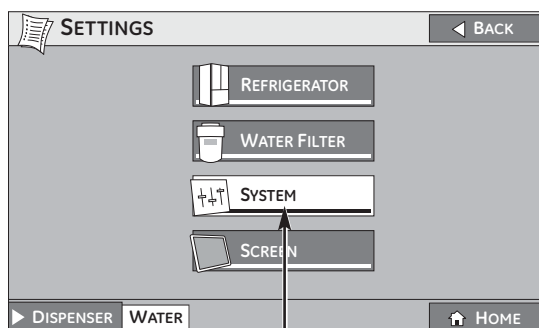 SETTINGS
BACK
REFRIGERATOR
WATER FILTER
SYSTEM
SCREEN
DISPENSER WATER
HOME